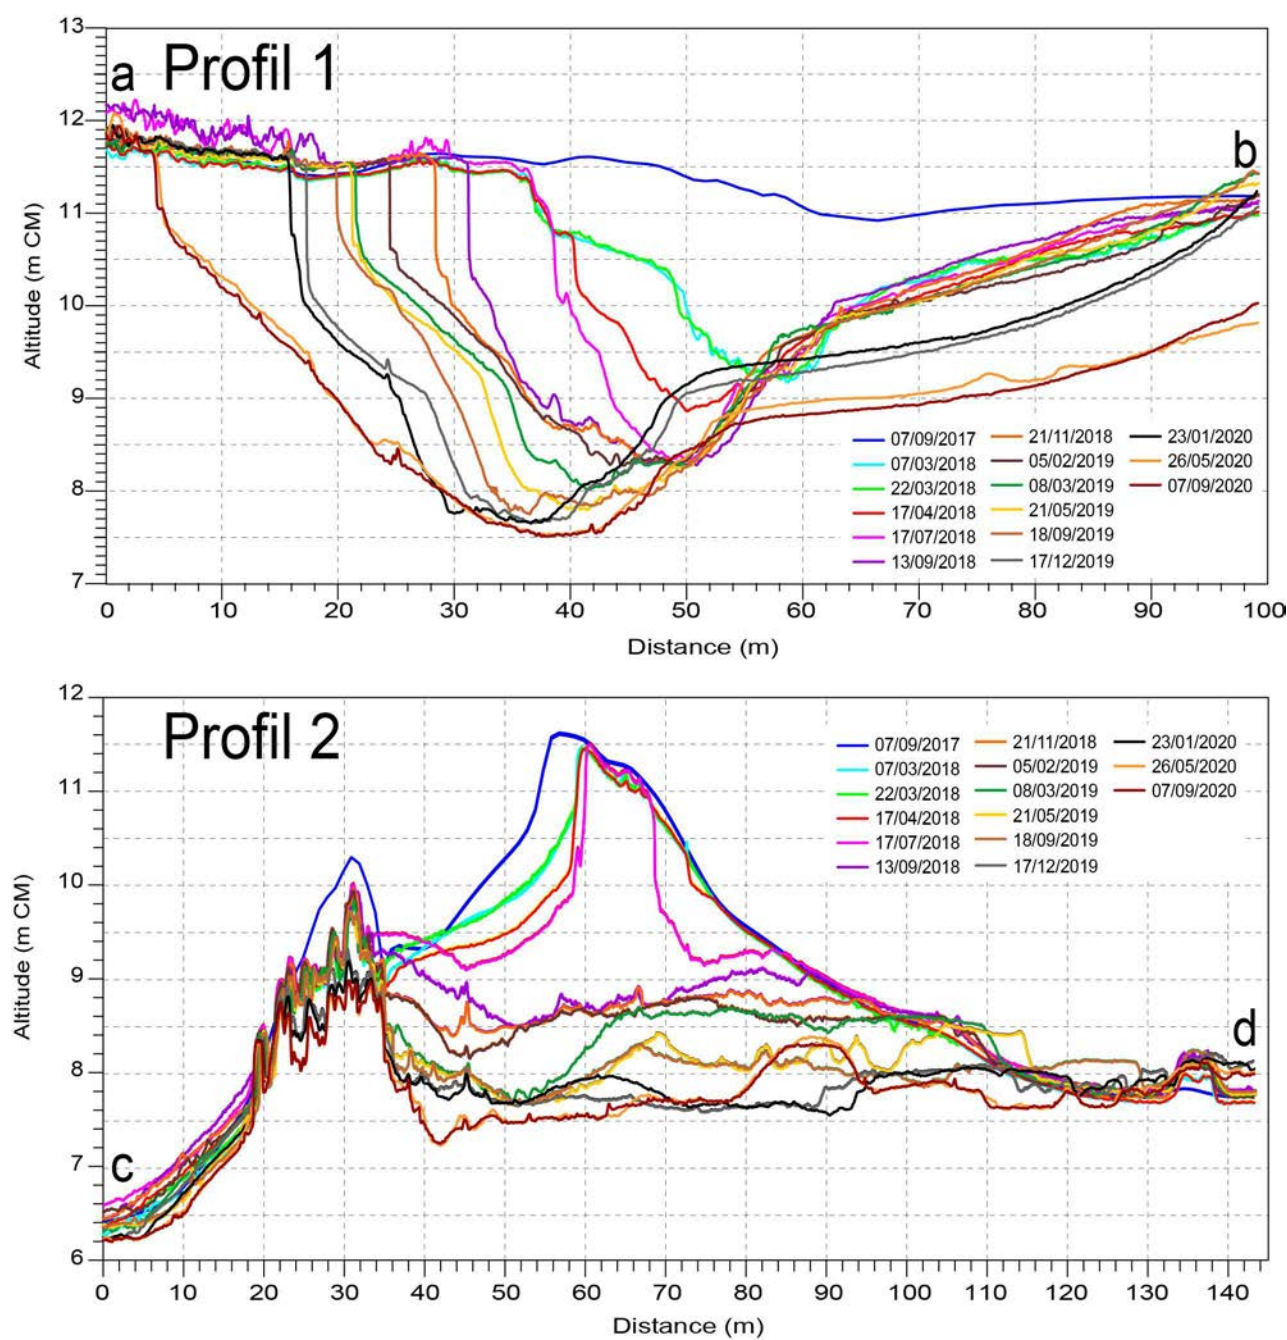 Profil 1
a
b
Altitude (m CM)
13
12
11
10
9
8
7
07/09/2017 21/11/2018 23/01/2020
07/03/2018 05/02/2019 26/05/2020
22/03/2018 08/03/2019 07/09/2020
17/04/2018 21/05/2019
17/07/2018 18/09/2019
13/09/2018 17/12/2019
0 10 20 30 40 50 60 70 80 90 100
Distance (m)
Profil 2
c
d
Altitude (m CM)
12
11
10
9
8
7
6
07/09/2017 21/11/2018 23/01/2020
07/03/2018 05/02/2019 26/05/2020
22/03/2018 08/03/2019 07/09/2020
17/04/2018 21/05/2019
17/07/2018 18/09/2019
13/09/2018 17/12/2019
0 10 20 30 40 50 60 70 80 90 100 110 120 130 140
Distance (m)